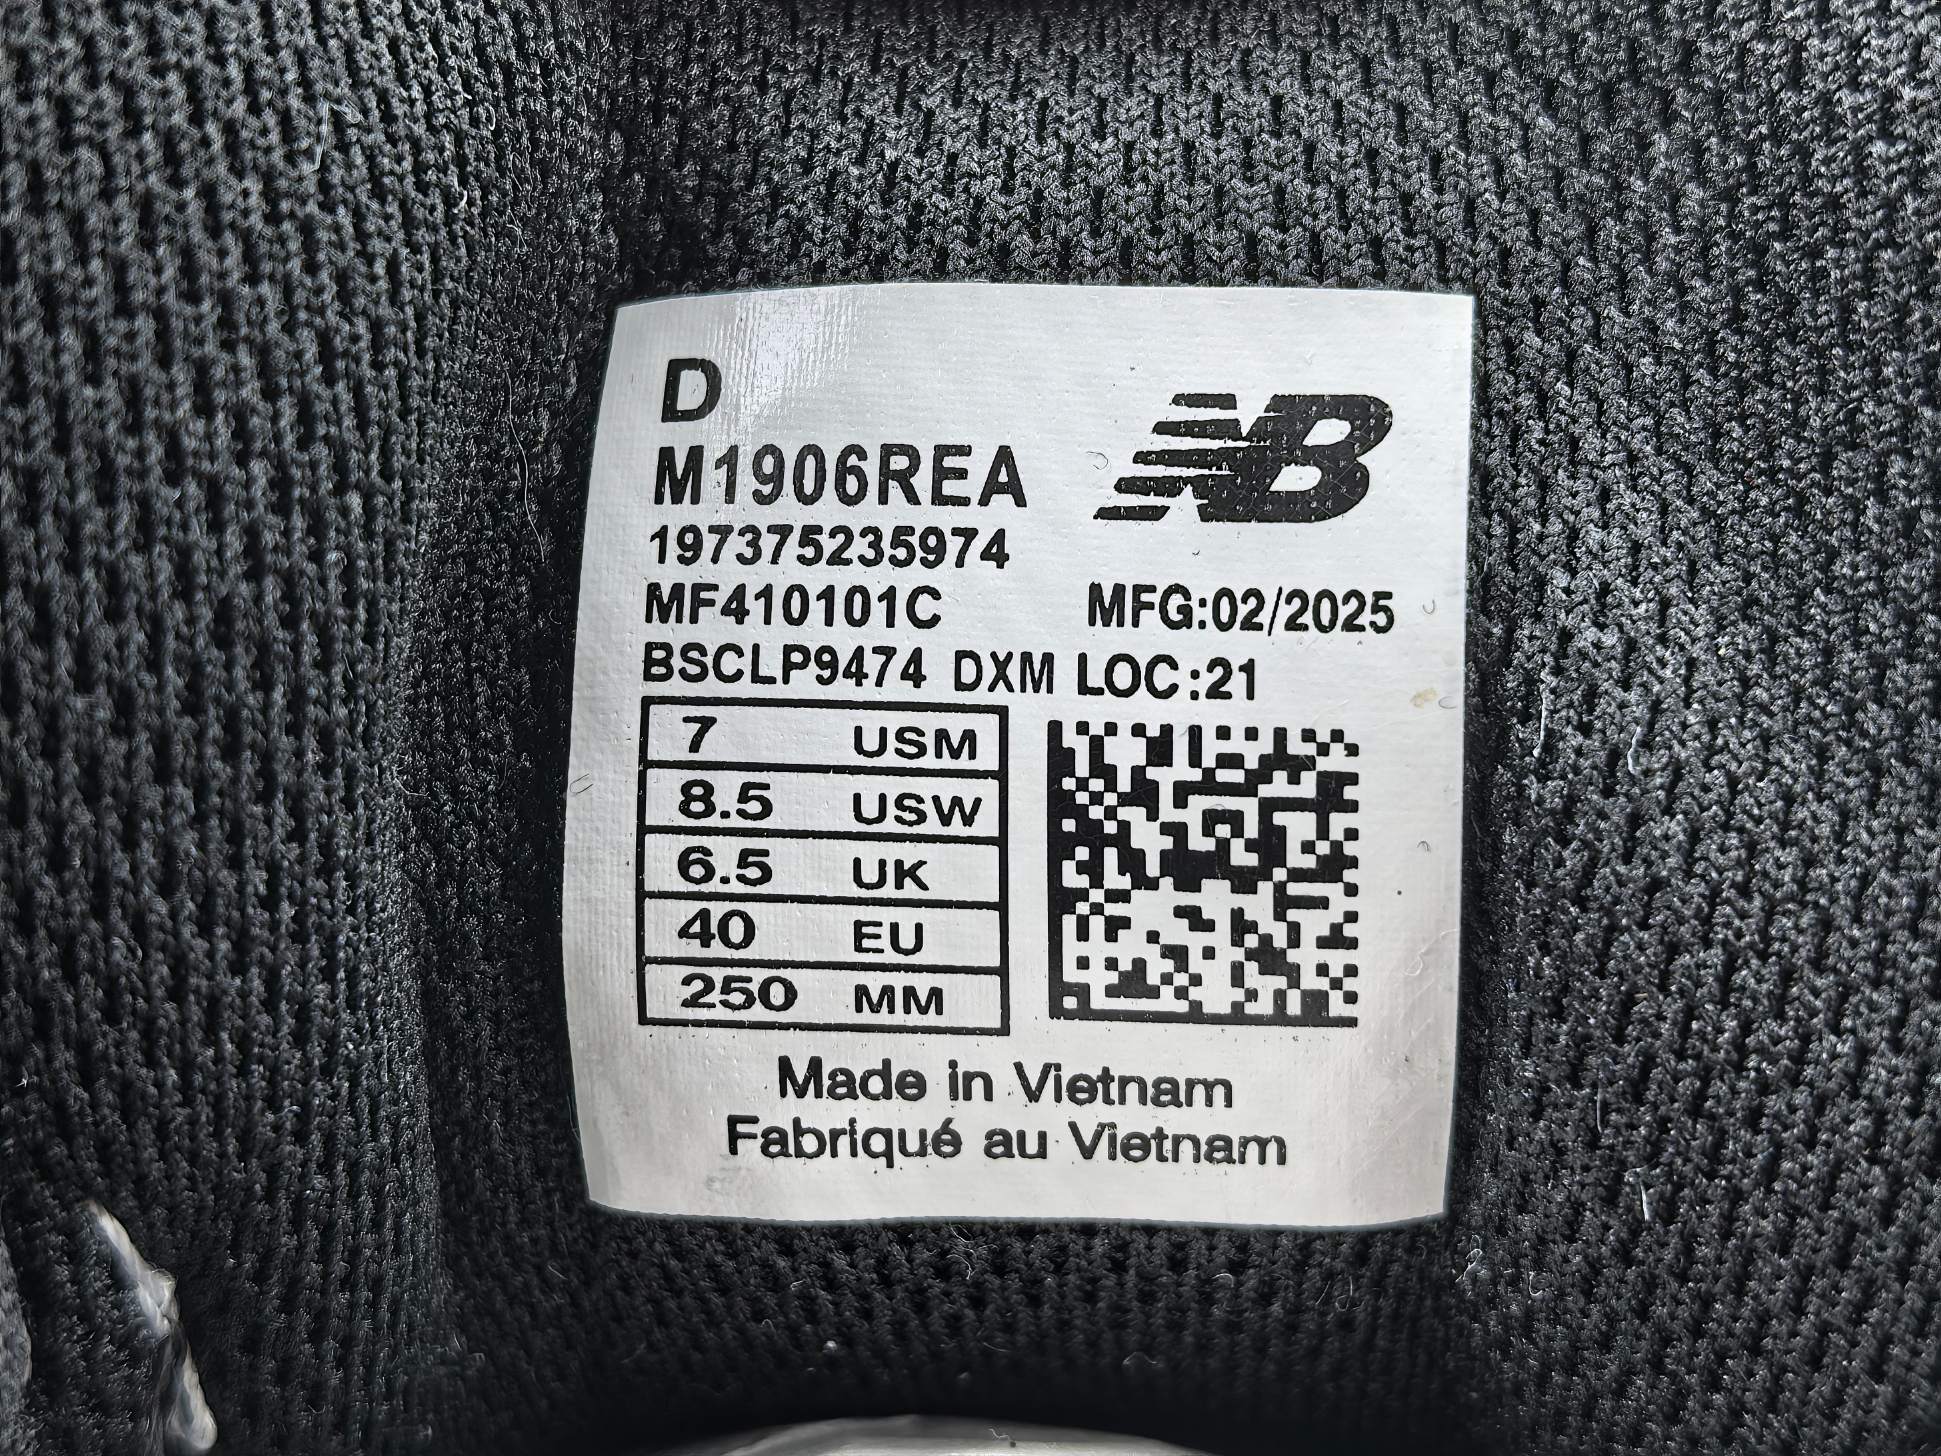 D
NB
M1906REA
197375235974
MF410101C MFG:02/2025
BSCLP9474 DXM LOC:21
7 USM
8.5 USW
6.5 UK
40 EU
250 MM
Made in Vietnam
Fabriqué au Vietnam